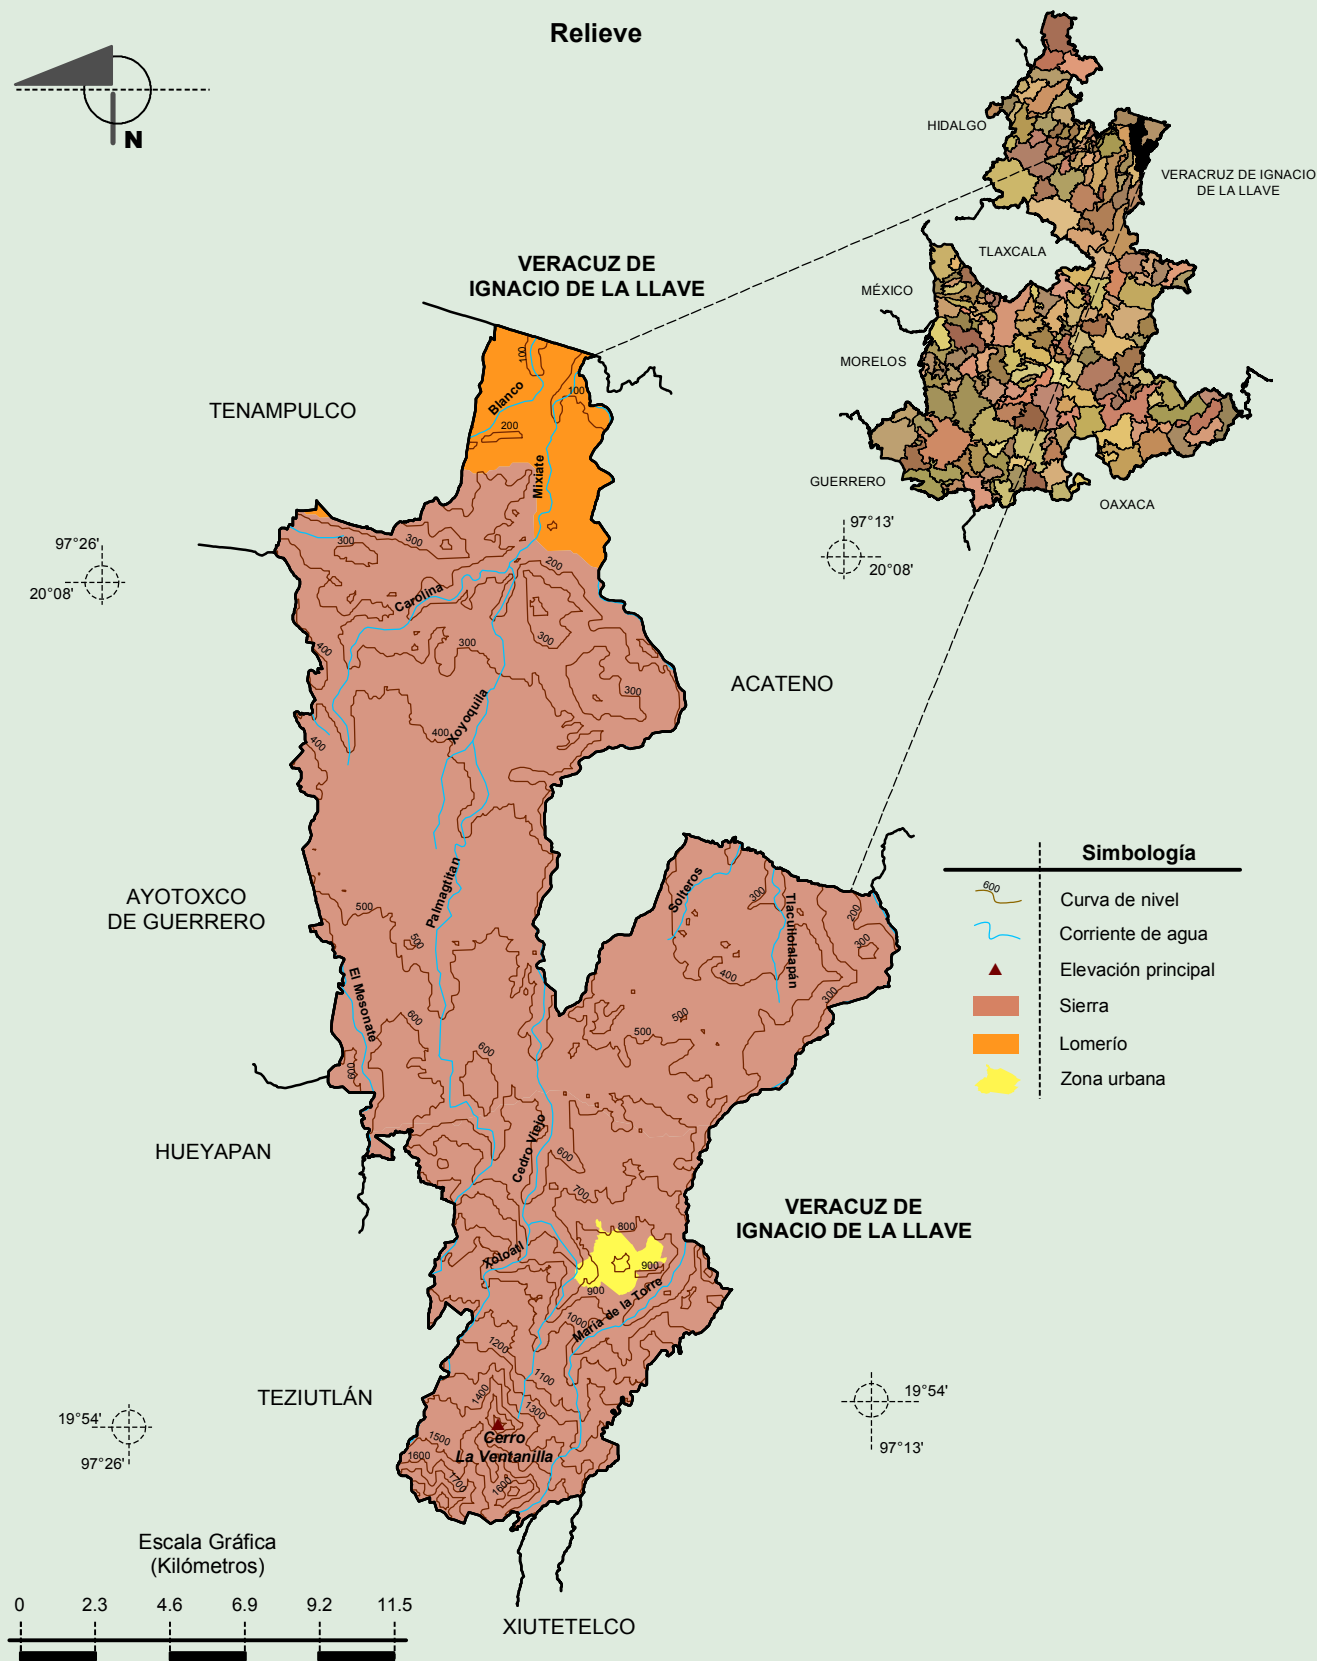 Relieve
N
HIDALGO
VERACRUZ DE IGNACIO
DE LA LLAVE
TLAXCALA
MÉXICO
MORELOS
GUERRERO
OAXACA
VERACUZ DE
IGNACIO DE LA LLAVE
TENAMPULCO
100
100
Blanco
200
Mixiate
97°26'
20°08'
97°13'
20°08'
300
300
200
Carolina
300
300
400
300
ACATENO
Xoyoquila
400
400
Palmagtitan
AYOTOXCO
DE GUERRERO
500
500
El Mesonate
600
600
600
Solteros
300
Tlacuilolalapán
200
300
400
300
500
500
Simbología
600
Curva de nivel
Corriente de agua
Elevación principal
Sierra
Lomerío
Zona urbana
HUEYAPAN
Cedro Viejo
600
700
800
VERACUZ DE
IGNACIO DE LA LLAVE
Xoloatl
900
900
María de la Torre
1000
1200
1100
1400
1300
TEZIUTLÁN
Cerro
La Ventanilla
1500
1600
1700
1600
19°54'
97°26'
19°54'
97°13'
XIUTETELCO
Escala Gráfica
(Kilómetros)
0 2.3 4.6 6.9 9.2 11.5